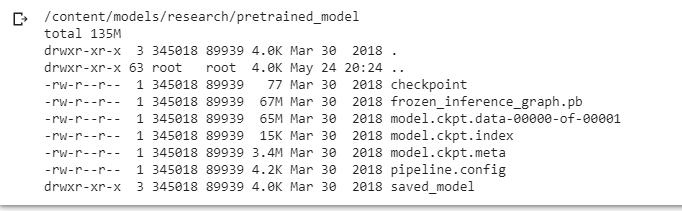 /content/models/research/pretrained_model
total 135M
drwxr-xr-x  3 345018 89939 4.0K Mar 30  2018 .
drwxr-xr-x 63 root   root  4.0K May 24 20:24 ..
-rw-r--r--  1 345018 89939   77 Mar 30  2018 checkpoint
-rw-r--r--  1 345018 89939  67M Mar 30  2018 frozen_inference_graph.pb
-rw-r--r--  1 345018 89939  65M Mar 30  2018 model.ckpt.data-00000-of-00001
-rw-r--r--  1 345018 89939  15K Mar 30  2018 model.ckpt.index
-rw-r--r--  1 345018 89939 3.4M Mar 30  2018 model.ckpt.meta
-rw-r--r--  1 345018 89939 4.2K Mar 30  2018 pipeline.config
drwxr-xr-x  3 345018 89939 4.0K Mar 30  2018 saved_model